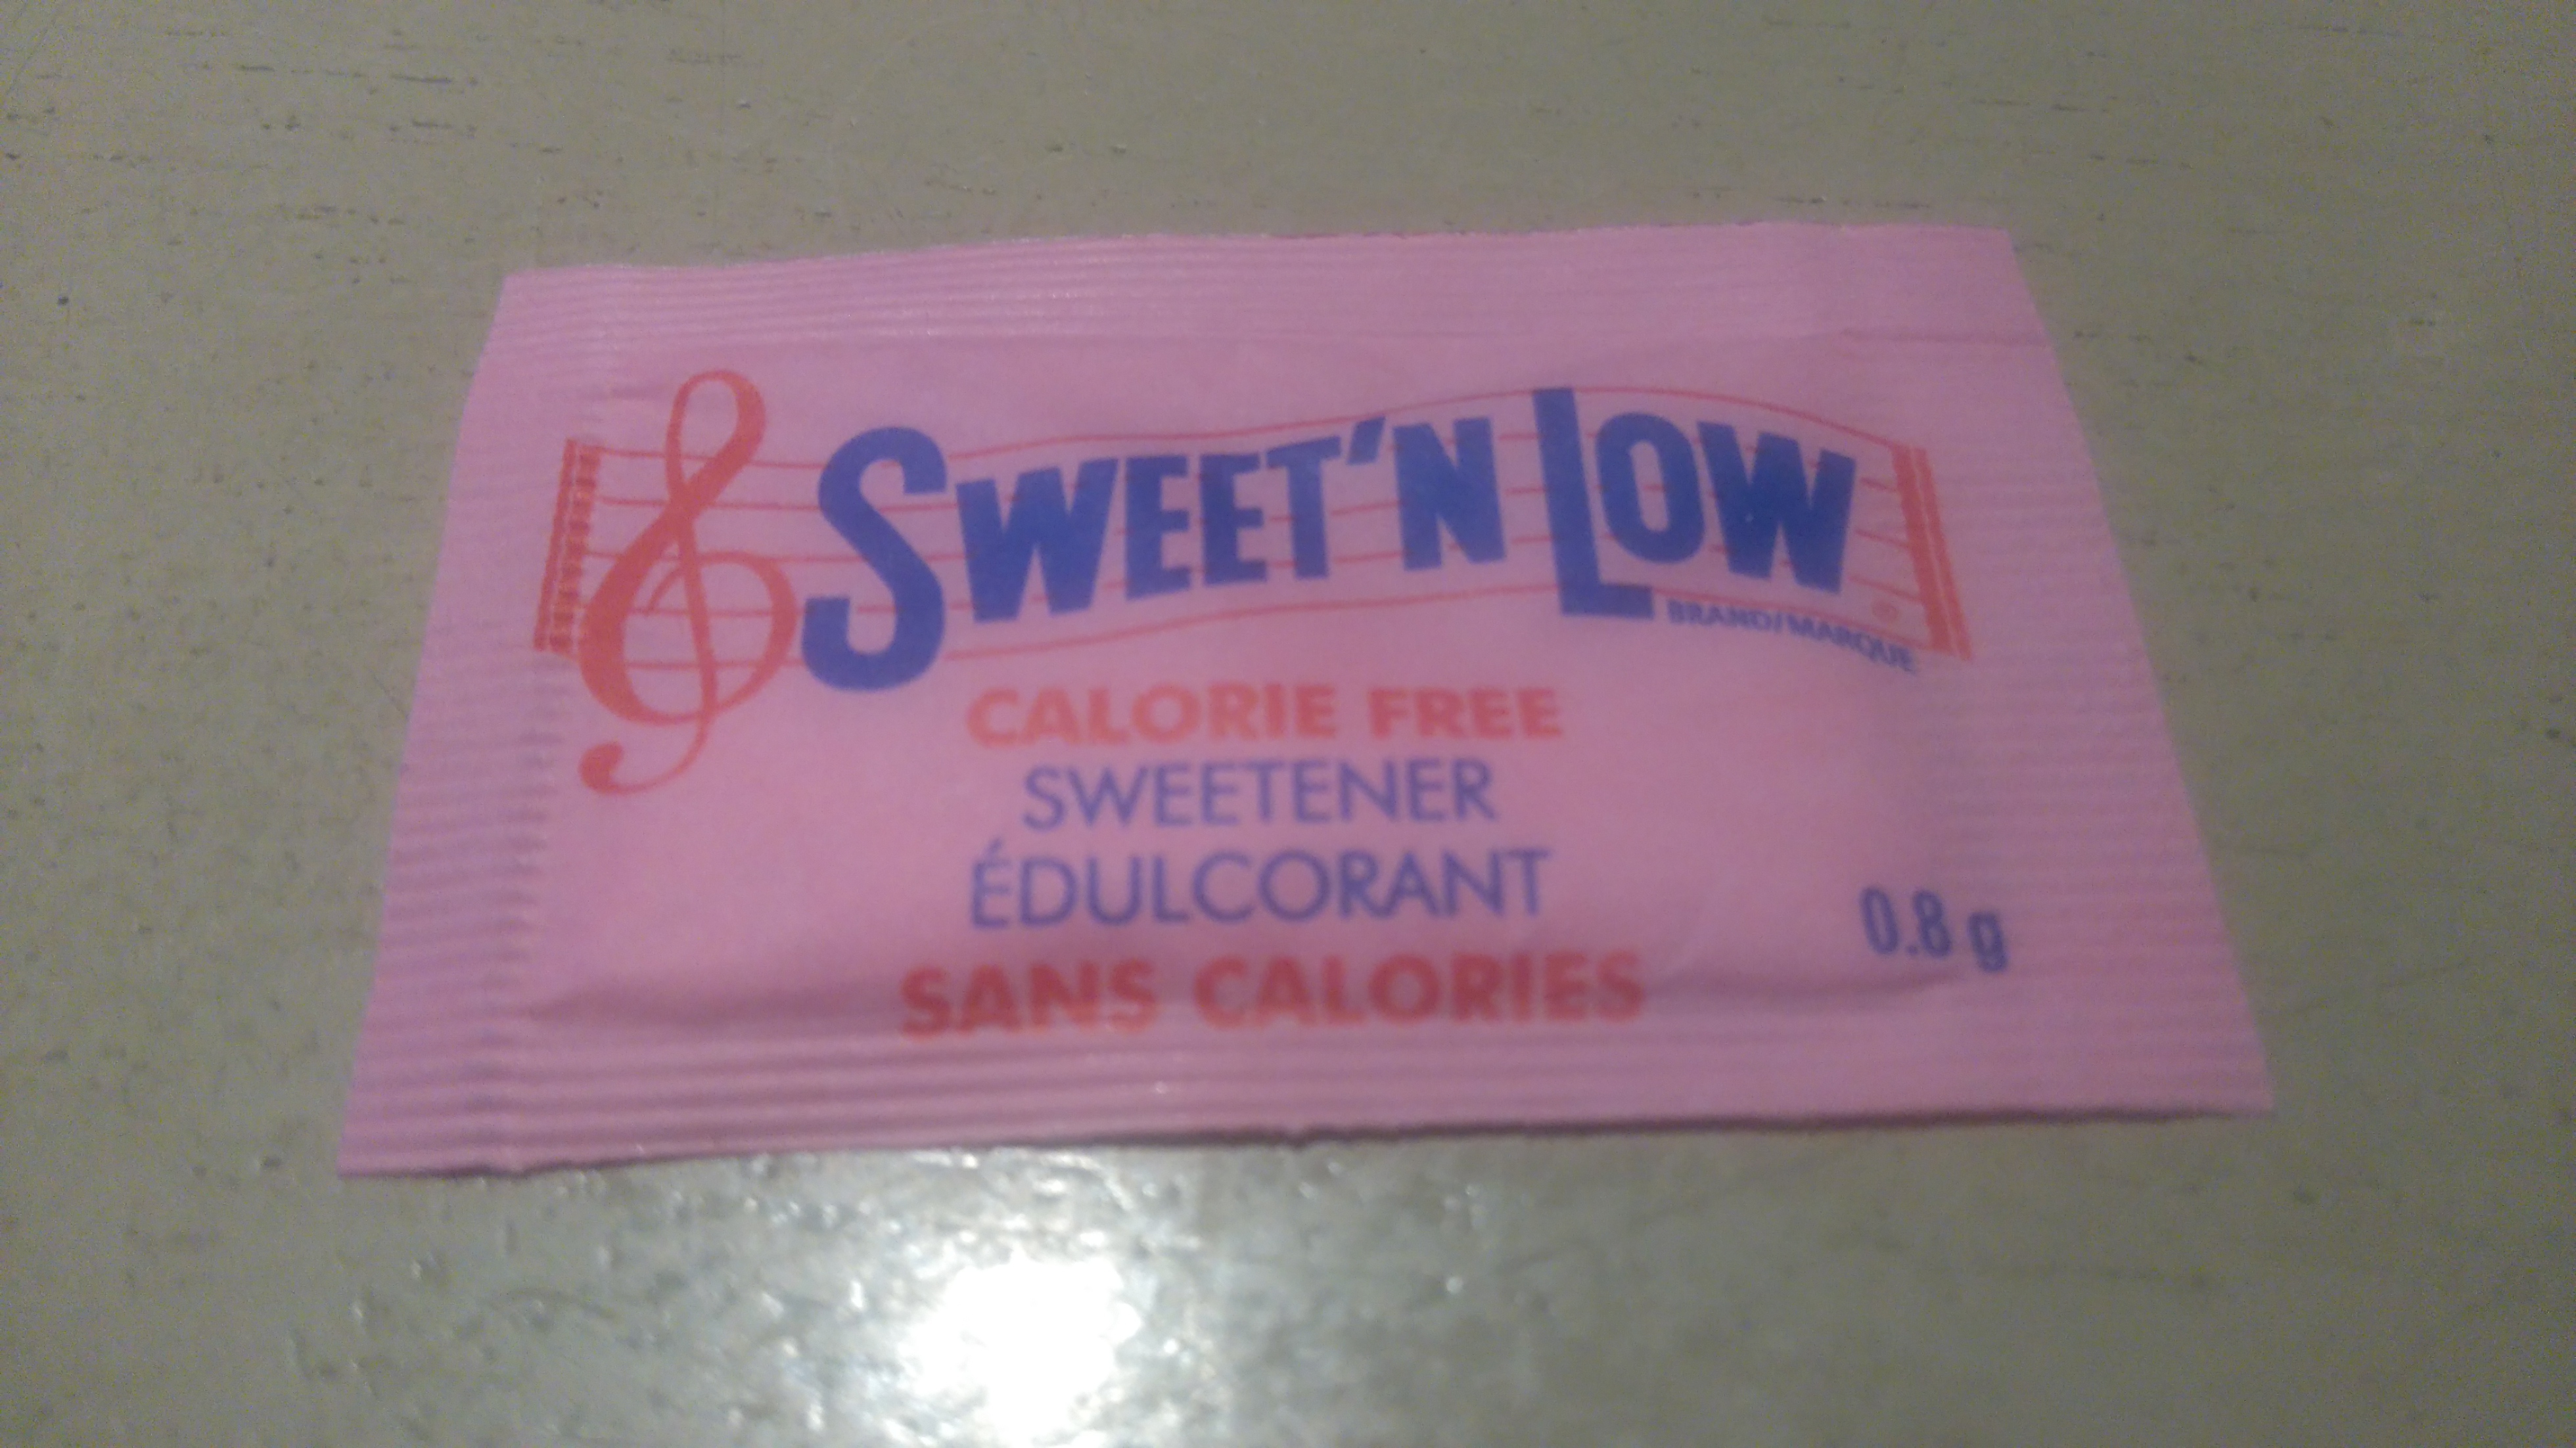 SWEET'N LOW
BRAND/MARQUE
CALORIE FREE
SWEETENER
ÉDULCORANT
SANS CALORIES
0.8 g